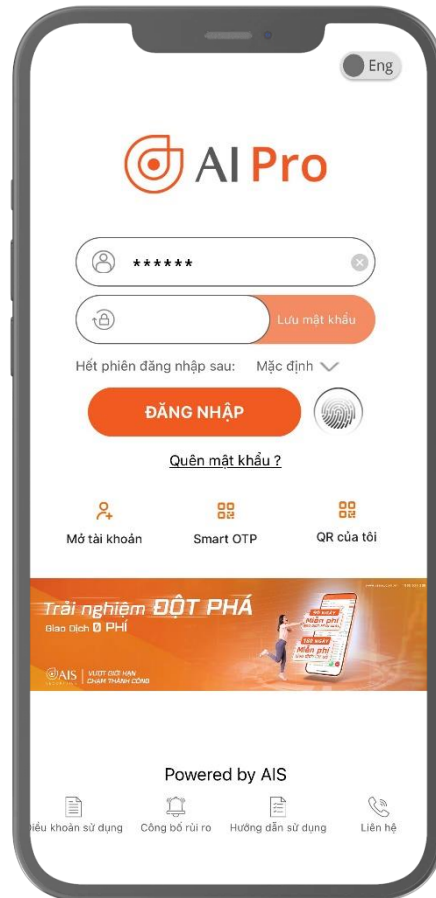 Eng
AI Pro
******
Lưu mật khẩu
Hết phiên đăng nhập sau: Mặc định
ĐĂNG NHẬP
Quên mật khẩu ?
Mở tài khoản Smart OTP QR của tôi
Trải nghiệm ĐỘT PHÁ
Giao Dịch 0 PHÍ
Miễn phí
Miễn phí
AIS VƯỢT GIỚI HẠN
CHẠM THÀNH CÔNG
Powered by AIS
Điều khoản sử dụng Công bố rủi ro Hướng dẫn sử dụng Liên hệ